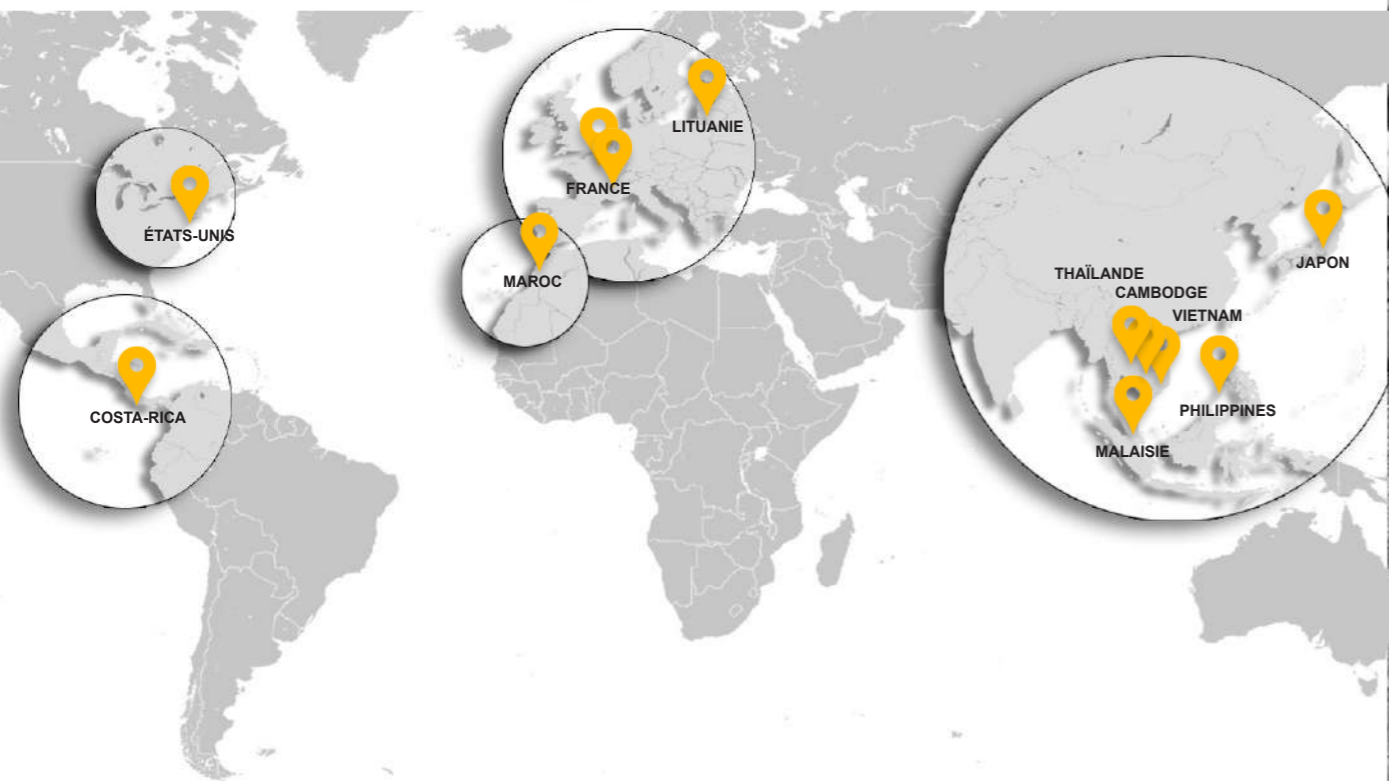 LITUANIE
FRANCE
ÉTATS-UNIS
MAROC
COSTA-RICA
JAPON
THAÏLANDE
CAMBODGE
VIETNAM
PHILIPPINES
MALAISIE